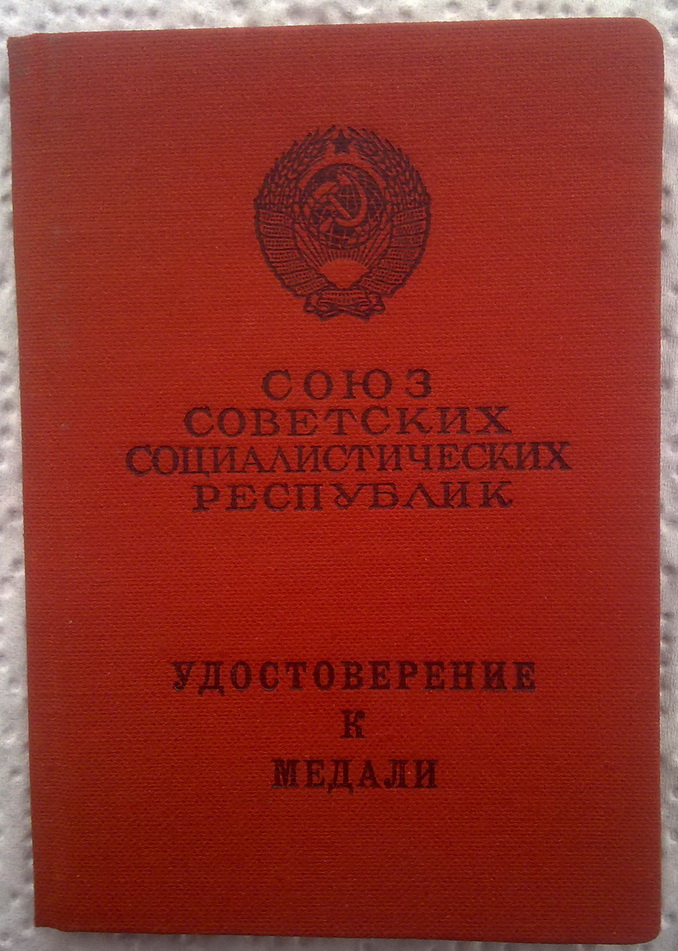 СОЮЗ
СОВЕТСКИХ
СОЦИАЛИСТИЧЕСКИХ
РЕСПУБЛИК
УДОСТОВЕРЕНИЕ
К
МЕДАЛИ